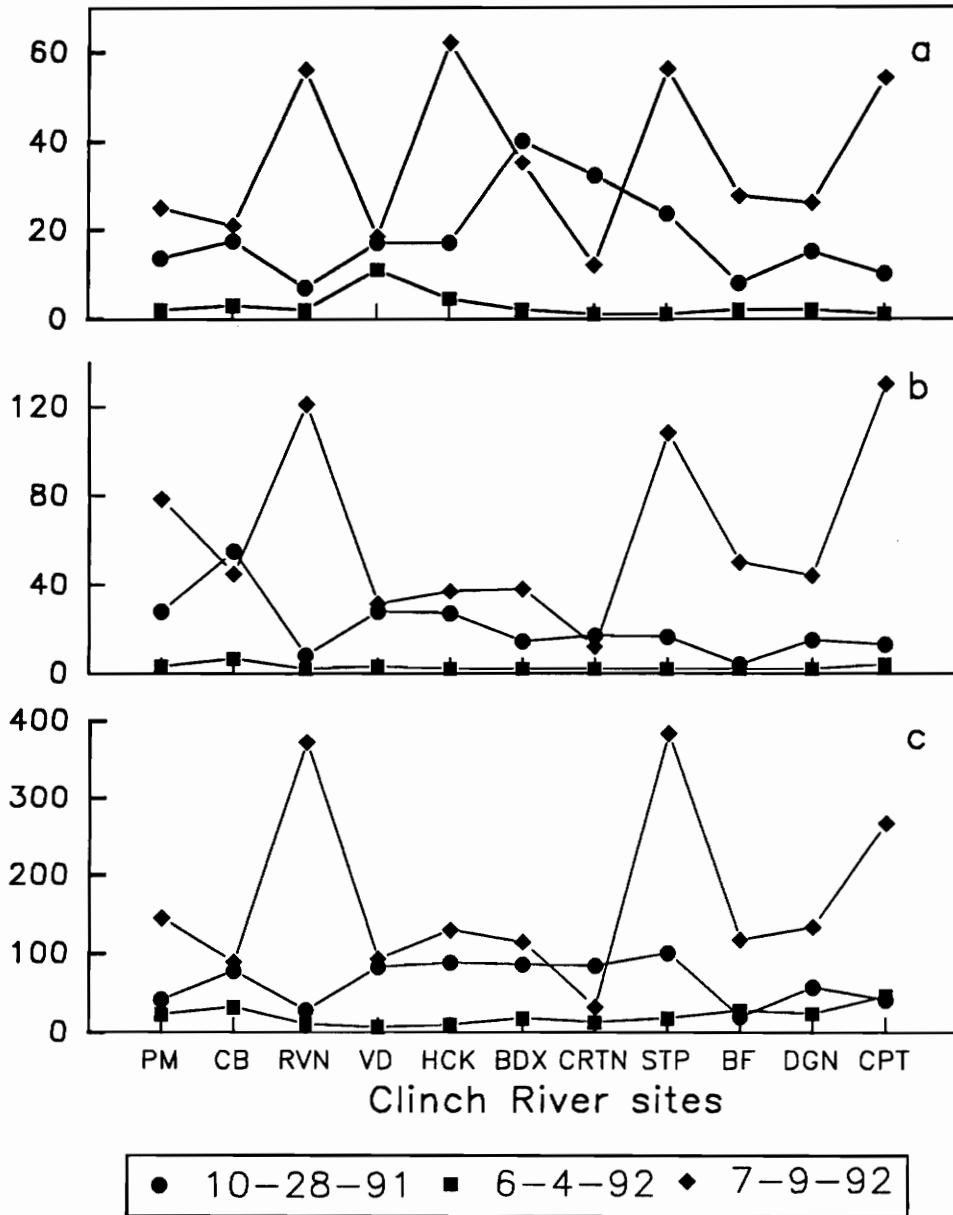 a
60
40
20
0
b
120
80
40
0
c
400
300
200
100
0
PM CB RVN VD HCK BDX CRTN STP BF DGN CPT
Clinch River sites
10-28-91 6-4-92 7-9-92